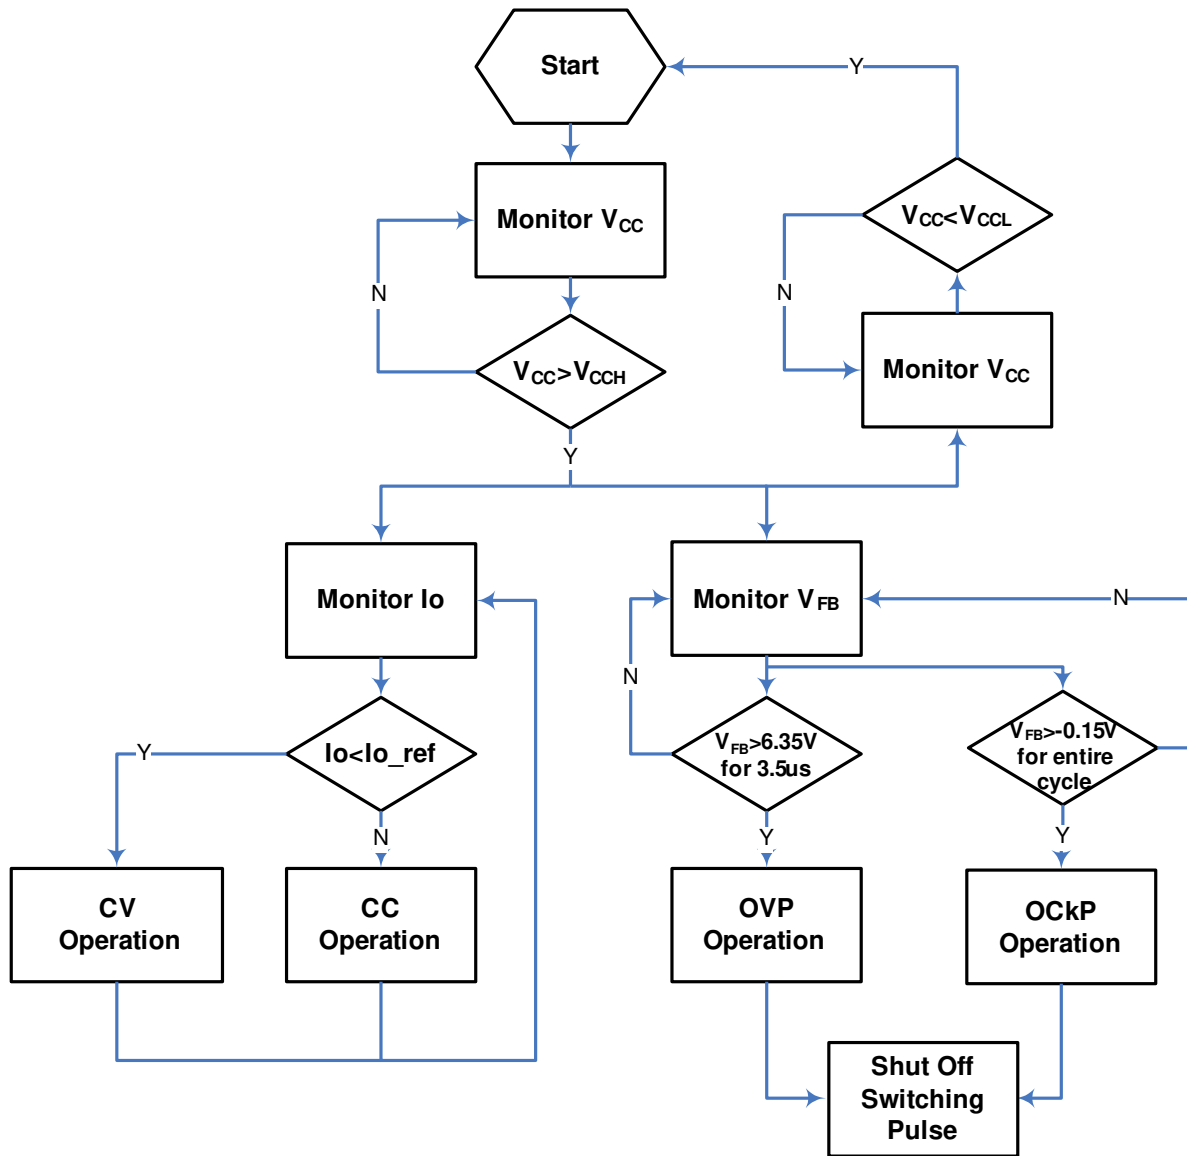 Start
Y
Monitor VCC
VCC<VCCL
N
N
VCC>VCCH
Monitor VCC
Y
Monitor Io
Monitor VFB
N
N
Io<Io_ref
Y
VFB>6.35V
for 3.5us
VFB>-0.15V
for entire
cycle
N
Y
Y
CV
Operation
CC
Operation
OVP
Operation
OCkP
Operation
Shut Off
Switching
Pulse